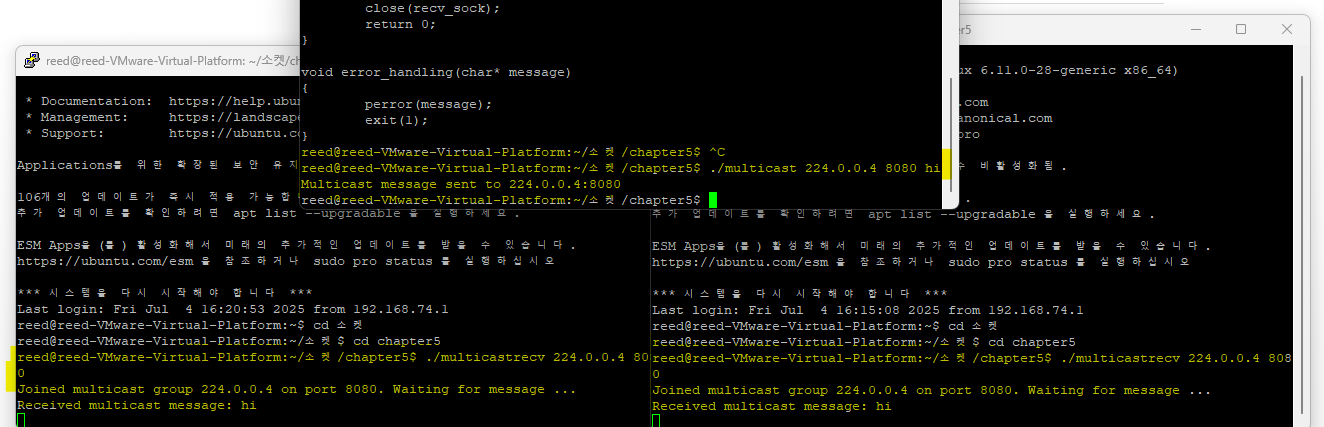 close(recv_sock);
return 0;
}
void error_handling(char* message)
{
perror(message);
exit(1);
}
reed@reed-VMware-Virtual-Platform:~/소켓/chapter5$ ^C
reed@reed-VMware-Virtual-Platform:~/소켓/chapter5$ ./multicast 224.0.0.4 8080 hi
Multicast message sent to 224.0.0.4:8080
reed@reed-VMware-Virtual-Platform:~/소켓/chapter5$
reed@reed-VMware-Virtual-Platform: ~/소켓/ch
* Documentation: https://help.ubu
* Management: https://landscape
* Support: https://ubuntu.co
Applications를 위한 확장된 보안 유지
106개의 업데이트가 즉시 적용 가능합
추가 업데이트를 확인하려면 apt list --upgradable 을 실행하세요.
ESM Apps을 (를) 활성화해서 미래의 추가적인 업데이트를 받을 수 있습니다.
https://ubuntu.com/esm 을 참조하거나 sudo pro status 를 실행하십시오
*** 시스템을 다시 시작해야 합니다 ***
Last login: Fri Jul 4 16:20:53 2025 from 192.168.74.1
reed@reed-VMware-Virtual-Platform:~$ cd 소켓
reed@reed-VMware-Virtual-Platform:~/소켓$ cd chapter5
reed@reed-VMware-Virtual-Platform:~/소켓/chapter5$ ./multicastrecv 224.0.0.4 80
0
Joined multicast group 224.0.0.4 on port 8080. Waiting for message ...
Received multicast message: hi
er5
ux 6.11.0-28-generic x86_64)
.com
anonical.com
pro
수 비활성화됨.
.
추가 업데이트를 확인하려면 apt list --upgradable 을 실행하세요.
ESM Apps을 (를) 활성화해서 미래의 추가적인 업데이트를 받을 수 있습니다.
https://ubuntu.com/esm 을 참조하거나 sudo pro status 를 실행하십시오
*** 시스템을 다시 시작해야 합니다 ***
Last login: Fri Jul 4 16:15:08 2025 from 192.168.74.1
reed@reed-VMware-Virtual-Platform:~$ cd 소켓
reed@reed-VMware-Virtual-Platform:~/소켓$ cd chapter5
reed@reed-VMware-Virtual-Platform:~/소켓/chapter5$ ./multicastrecv 224.0.0.4 808
0
Joined multicast group 224.0.0.4 on port 8080. Waiting for message ...
Received multicast message: hi